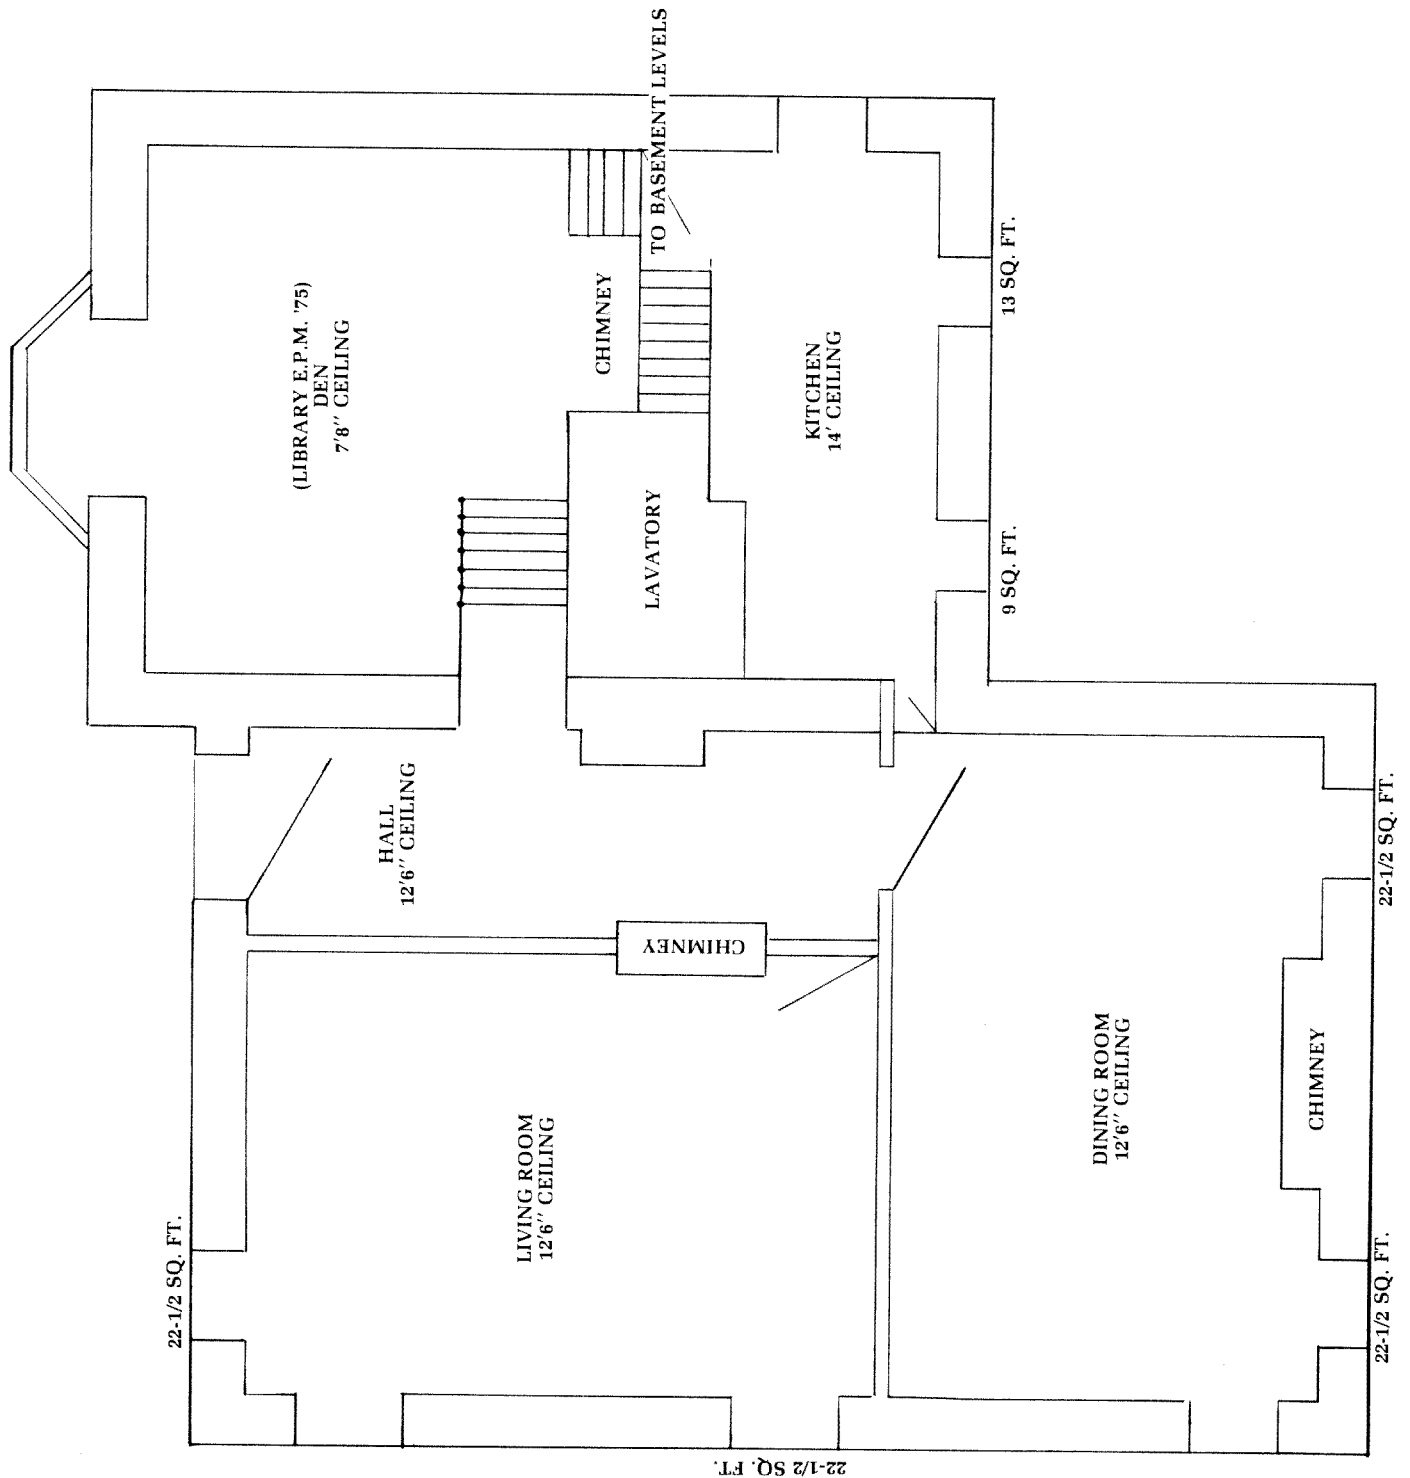 TO BASEMENT LEVELS
(LIBRARY E.P.M. '75)
DEN
7'8'' CEILING
CHIMNEY
KITCHEN
14' CEILING
13 SQ. FT.
LAVATORY
9 SQ. FT.
HALL
12'6'' CEILING
CHIMNEY
22-1/2 SQ. FT.
LIVING ROOM
12'6'' CEILING
DINING ROOM
12'6'' CEILING
CHIMNEY
22-1/2 SQ. FT.
22-1/2 SQ. FT.
22-1/2 SQ. FT.